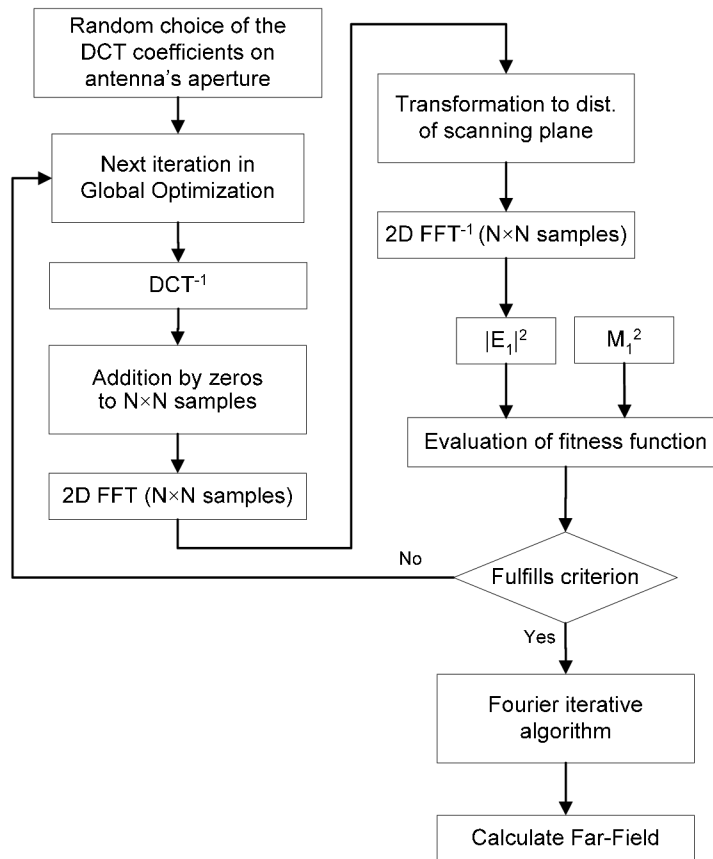 Random choice of the
DCT coefficients on
antenna's aperture
Next iteration in
Global Optimization
DCT⁻¹
Addition by zeros
to N×N samples
2D FFT (N×N samples)
Transformation to dist.
of scanning plane
2D FFT⁻¹ (N×N samples)
|E₁|²
M₁²
Evaluation of fitness function
Fulfills criterion
No
Yes
Fourier iterative
algorithm
Calculate Far-Field